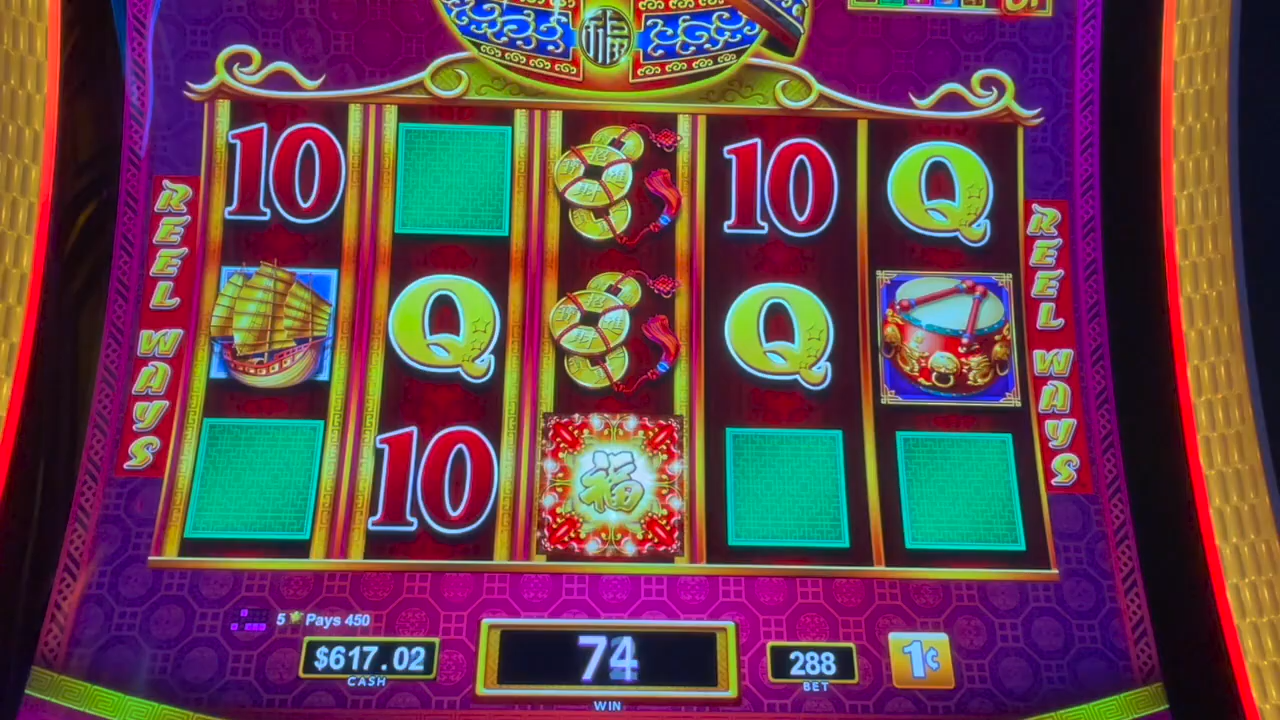 福
10
10
Q
REEL WAYS
REEL WAYS
Q
Q
10
福
5 Pays 450
$617.02
CASH
74
WIN
288
BET
1¢